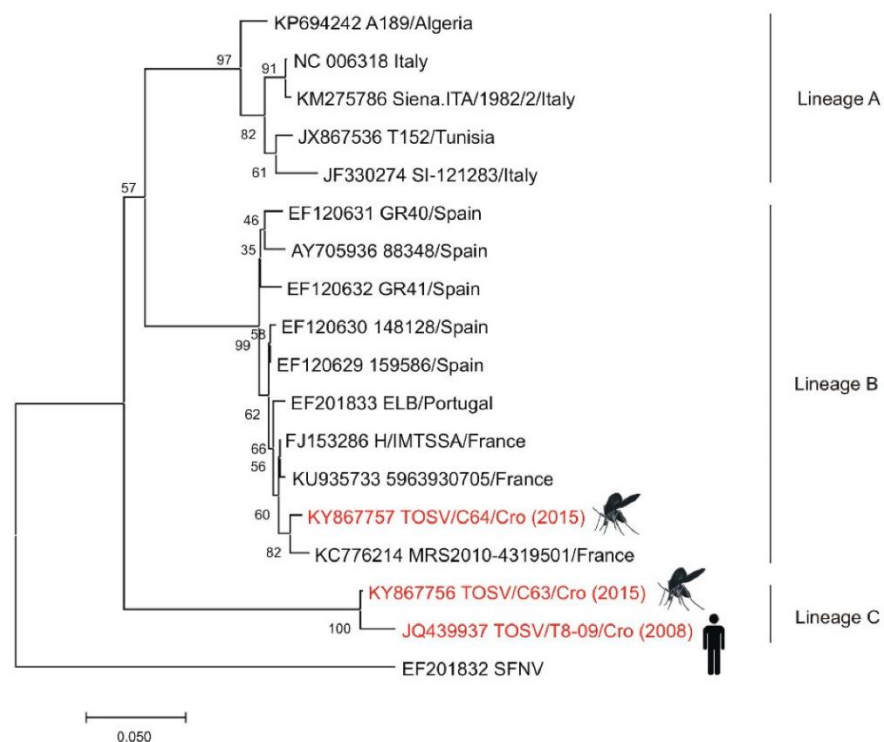 KP694242 A189/Algeria
97
NC 006318 Italy
91
KM275786 Siena.ITA/1982/2/Italy
Lineage A
82
JX867536 T152/Tunisia
61
JF330274 SI-121283/Italy
57
46
EF120631 GR40/Spain
35
AY705936 88348/Spain
EF120632 GR41/Spain
58
EF120630 148128/Spain
99
EF120629 159586/Spain
Lineage B
62
EF201833 ELB/Portugal
66
FJ153286 H/IMTSSA/France
56
KU935733 5963930705/France
60
KY867757 TOSV/C64/Cro (2015)
82
KC776214 MRS2010-4319501/France
KY867756 TOSV/C63/Cro (2015)
Lineage C
100
JQ439937 TOSV/T8-09/Cro (2008)
EF201832 SFNV
0.050